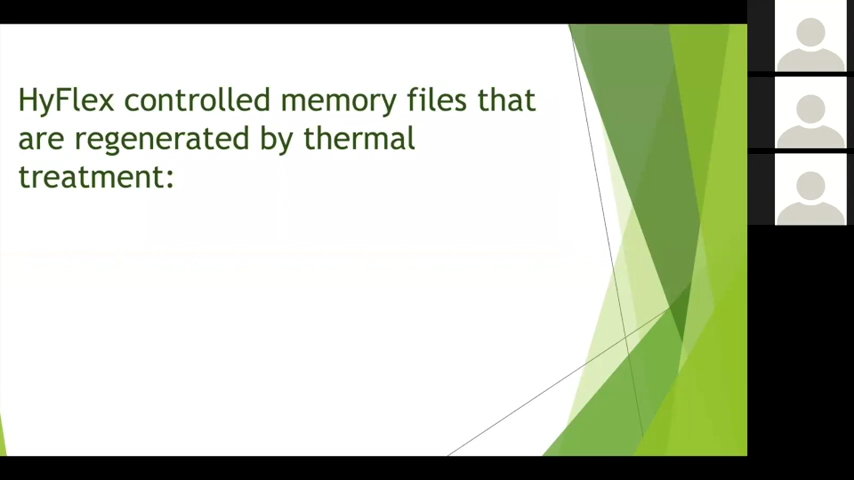 HyFlex controlled memory files that
are regenerated by thermal
treatment: